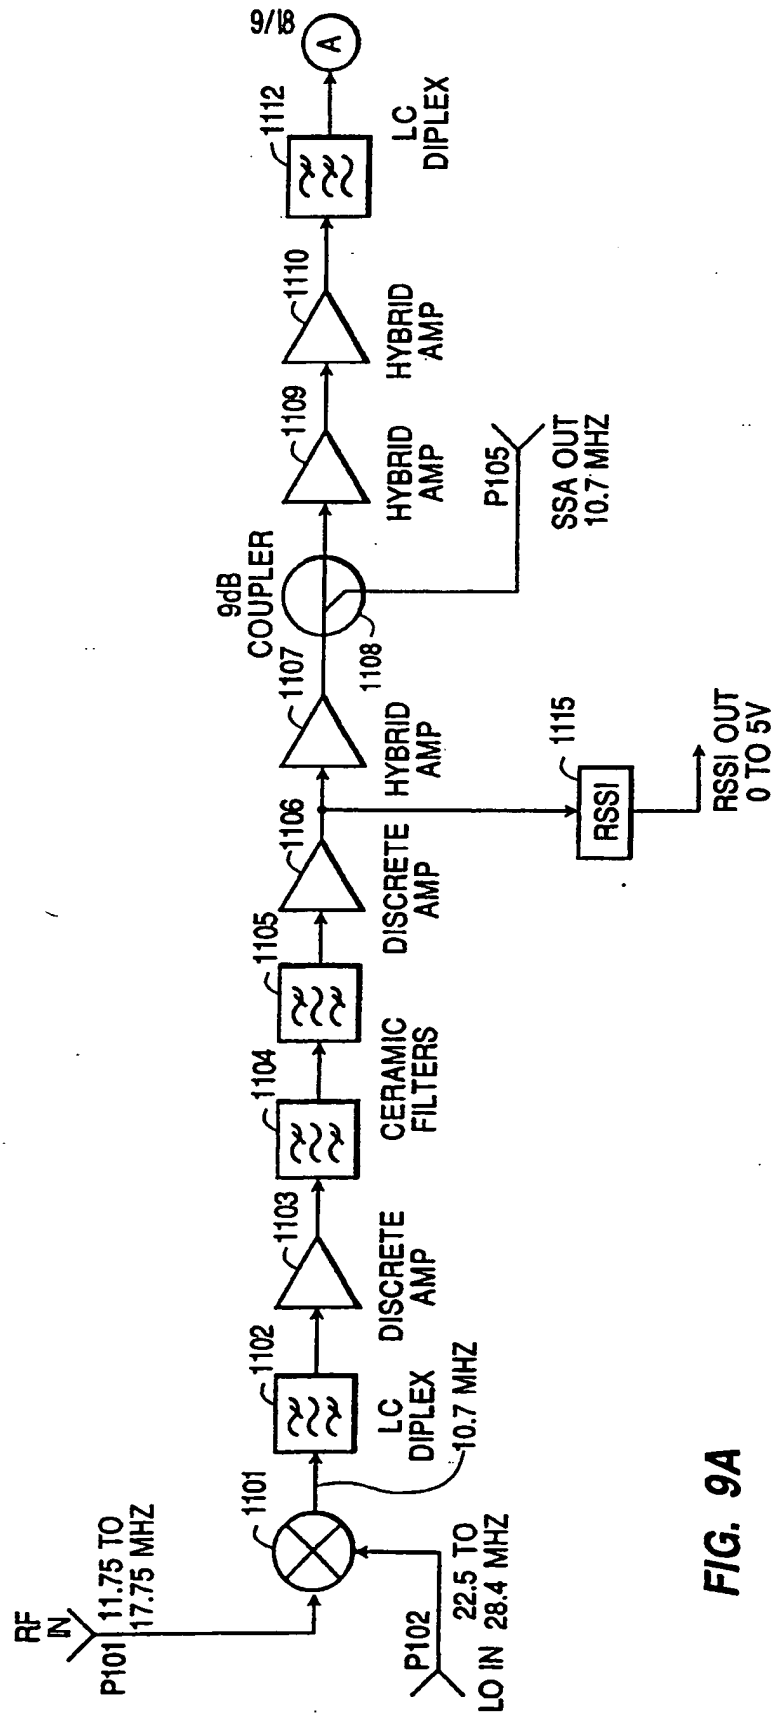 RF
IN
P101
11.75 TO
17.75 MHZ
1101
P102
22.5 TO
LO IN 28.4 MHZ
10.7 MHZ
1102
LC
DIPLEX
1103
DISCRETE
AMP
1104
1105
CERAMIC
FILTERS
1106
DISCRETE
AMP
1115
RSSI
RSSI OUT
0 TO 5V
1107
HYBRID
AMP
9dB
COUPLER
1108
P105
SSA OUT
10.7 MHZ
1109
HYBRID
AMP
1110
HYBRID
AMP
1112
LC
DIPLEX
A
9/18
FIG. 9A